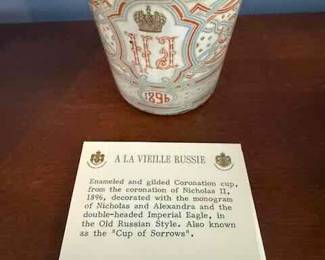 1896
A LA VIEILLE RUSSIE
Enameled and gilded Coronation cup,
from the coronation of Nicholas II,
1896, decorated with the monogram
of Nicholas and Alexandra and the
double-headed Imperial Eagle, in
the Old Russian Style. Also known
as the "Cup of Sorrows".